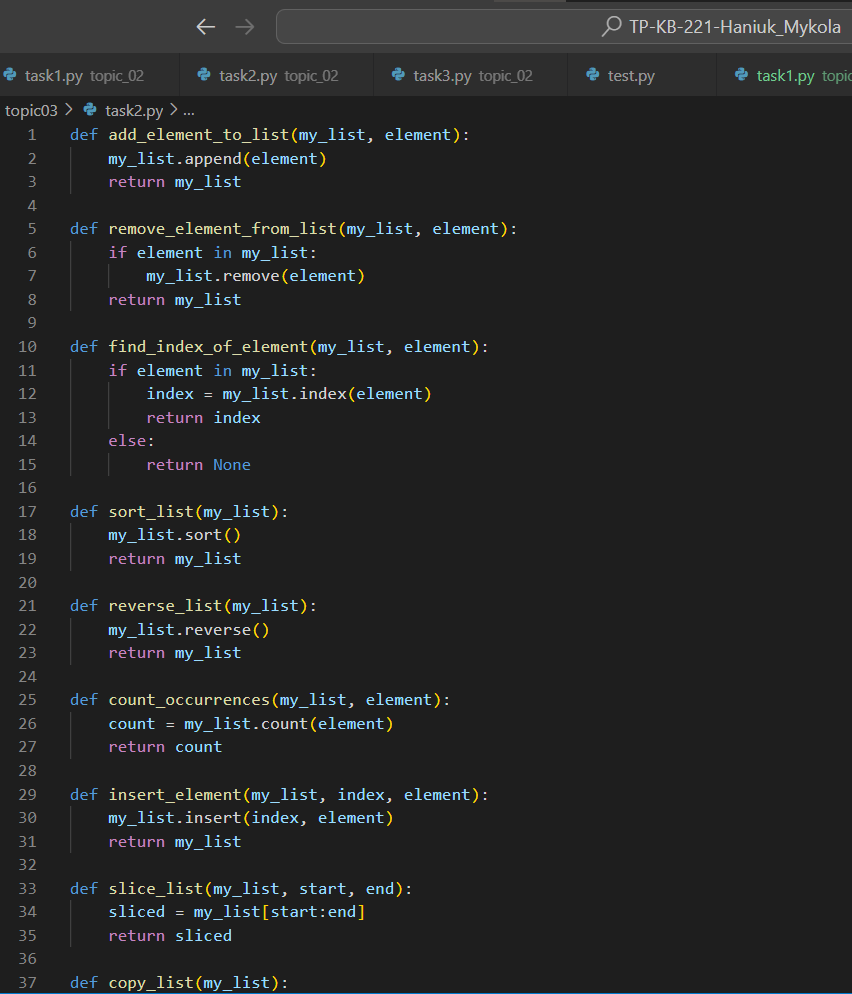 TP-KB-221-Haniuk_Mykola
task1.py topic_02 task2.py topic_02 task3.py topic_02 test.py task1.py topic
topic03 > task2.py > ...
1 def add_element_to_list(my_list, element):
2     my_list.append(element)
3     return my_list
4
5 def remove_element_from_list(my_list, element):
6     if element in my_list:
7         my_list.remove(element)
8     return my_list
9
10 def find_index_of_element(my_list, element):
11     if element in my_list:
12         index = my_list.index(element)
13         return index
14     else:
15         return None
16
17 def sort_list(my_list):
18     my_list.sort()
19     return my_list
20
21 def reverse_list(my_list):
22     my_list.reverse()
23     return my_list
24
25 def count_occurrences(my_list, element):
26     count = my_list.count(element)
27     return count
28
29 def insert_element(my_list, index, element):
30     my_list.insert(index, element)
31     return my_list
32
33 def slice_list(my_list, start, end):
34     sliced = my_list[start:end]
35     return sliced
36
37 def copy_list(my_list):